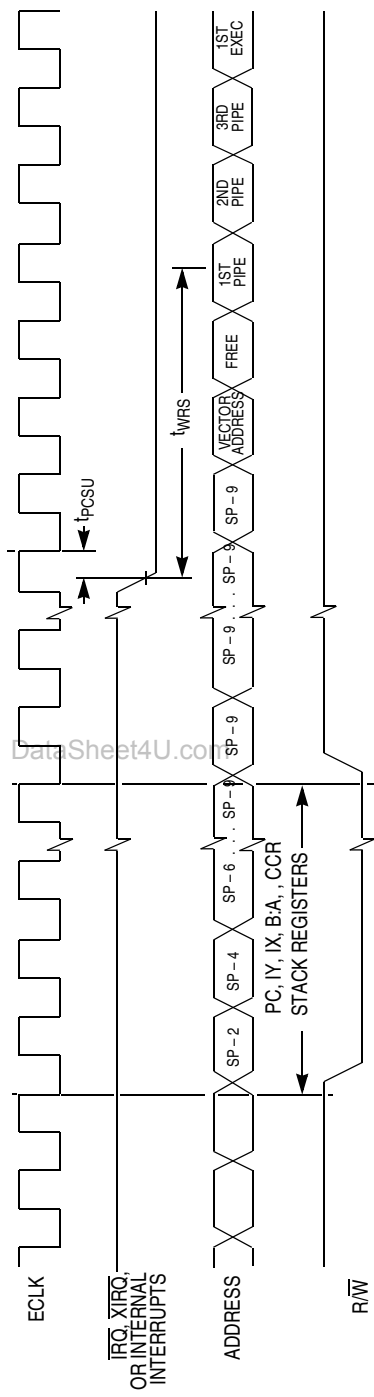 ECLK
tPCSU
IRQ, XIRQ,
OR INTERNAL
INTERRUPTS
tWRS
ADDRESS
SP – 2
SP – 4
SP – 6 . . . SP – 9
SP – 9
SP – 9 . . . SP – 9
SP – 9
VECTOR
ADDRESS
FREE
1ST
PIPE
2ND
PIPE
3RD
PIPE
1ST
EXEC
PC, IY, IX, B:A, , CCR
STACK REGISTERS
R/W
DataSheet4U.com